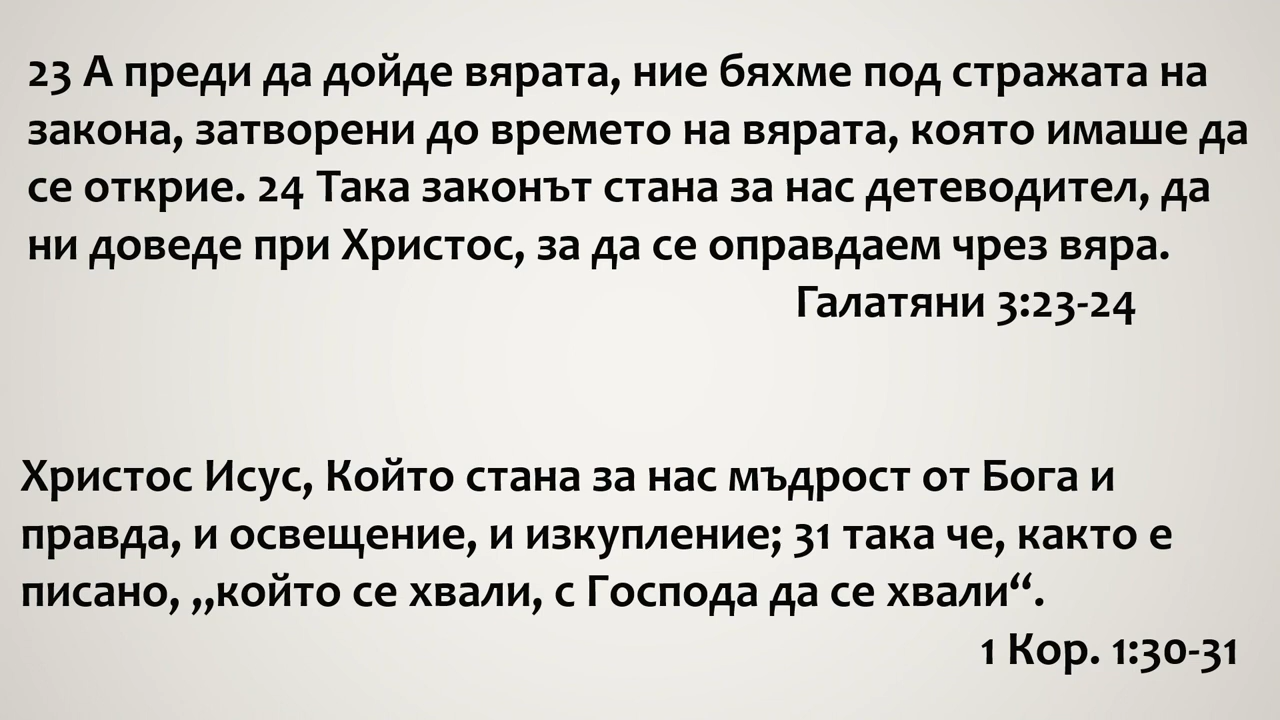 23 А преди да дойде вярата, ние бяхме под стражата на
закона, затворени до времето на вярата, която имаше да
се открие. 24 Така законът стана за нас детеводител, да
ни доведе при Христос, за да се оправдаем чрез вяра.
Галатяни 3:23-24
Христос Исус, Който стана за нас мъдрост от Бога и
правда, и освещение, и изкупление; 31 така че, както е
писано, ,,който се хвали, с Господа да се хвали“.
1 Кор. 1:30-31